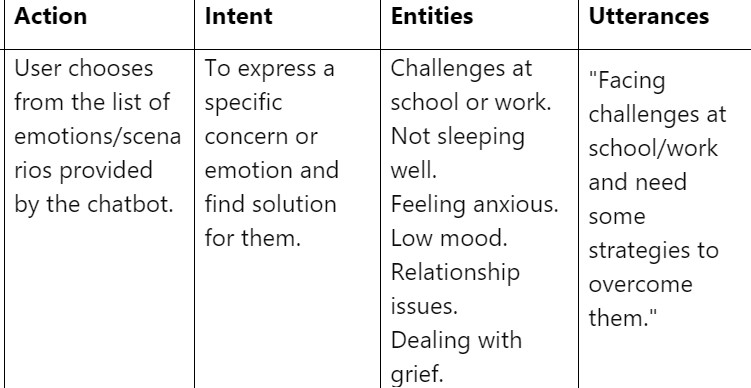 Action
Intent
Entities
Utterances
User chooses
from the list of
emotions/scena
rios provided
by the chatbot.
To express a
specific
concern or
emotion and
find solution
for them.
Challenges at
school or work.
Not sleeping
well.
Feeling anxious.
Low mood.
Relationship
issues.
Dealing with
grief.
"Facing
challenges at
school/work
and need
some
strategies to
overcome
them."